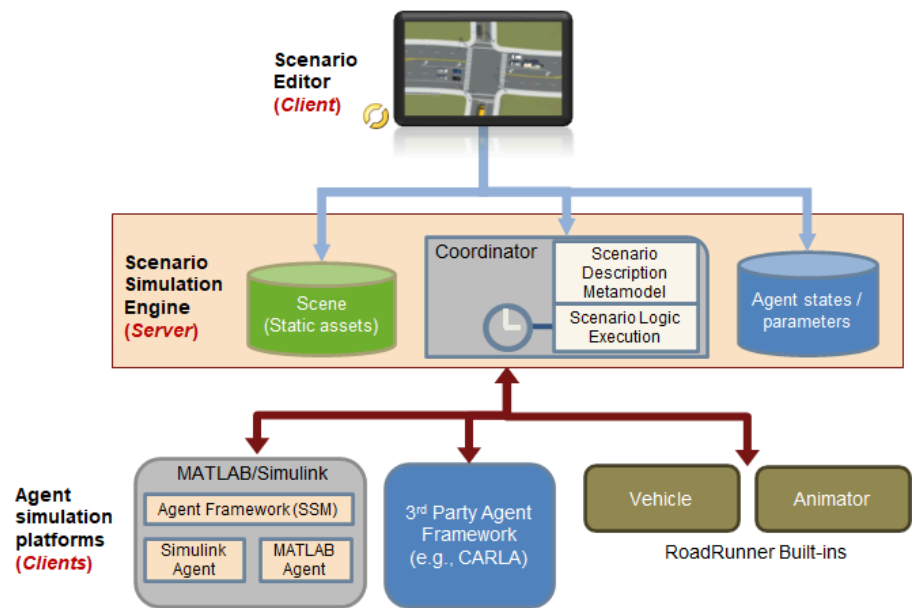 Scenario
Editor
(Client)
Scenario
Simulation
Engine
(Server)
Scene
(Static assets)
Coordinator
Scenario
Description
Metamodel
Scenario Logic
Execution
Agent states /
parameters
Agent
simulation
platforms
(Clients)
MATLAB/Simulink
Agent Framework (SSM)
Simulink
Agent
MATLAB
Agent
3rd Party Agent
Framework
(e.g., CARLA)
Vehicle
Animator
RoadRunner Built-ins